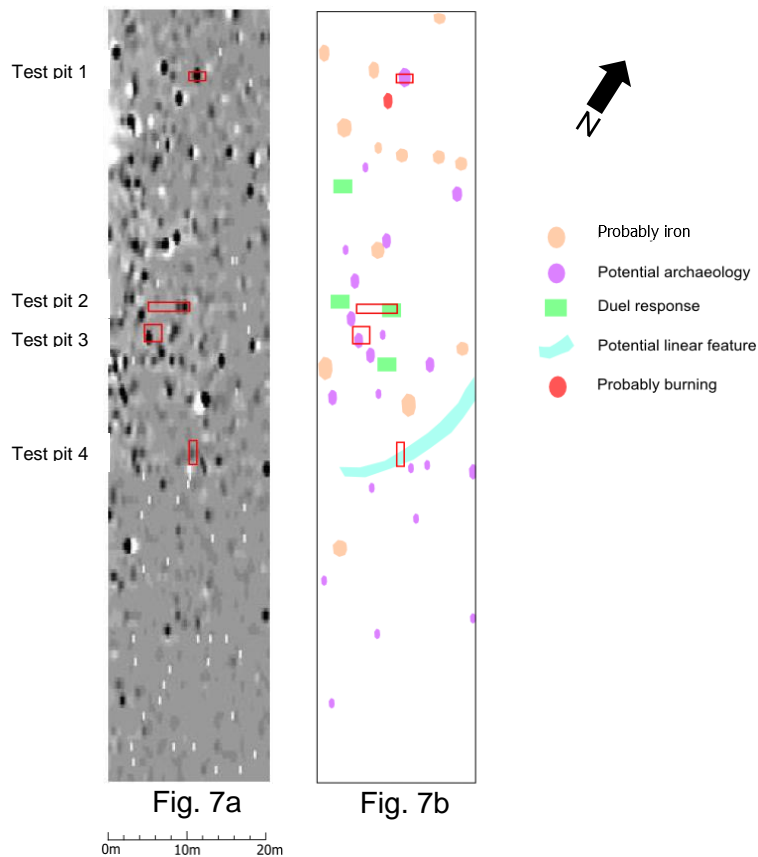 Test pit 1
N
Test pit 2
Test pit 3
Test pit 4
Probably iron
Potential archaeology
Duel response
Potential linear feature
Probably burning
Fig. 7a
Fig. 7b
0m 10m 20m